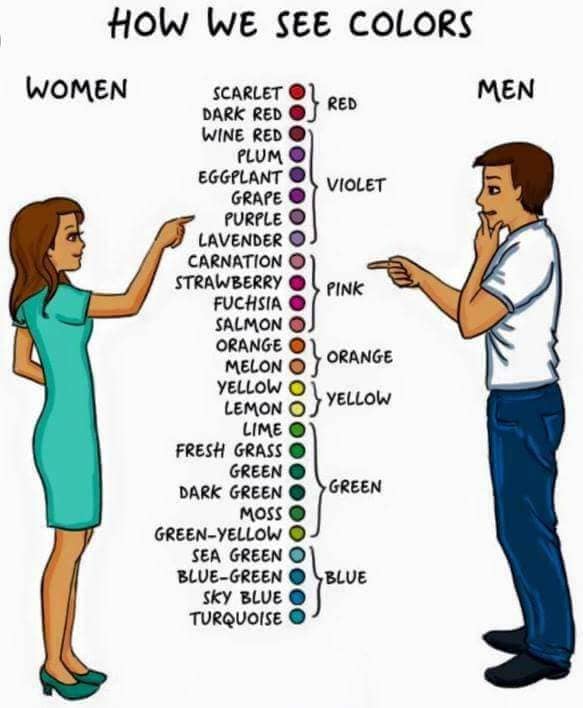 HOW WE SEE COLORS
WOMEN
MEN
SCARLET
DARK RED
RED
WINE RED
PLUM
EGGPLANT
GRAPE
PURPLE
LAVENDER
VIOLET
CARNATION
STRAWBERRY
FUCHSIA
SALMON
PINK
ORANGE
MELON
ORANGE
YELLOW
LEMON
YELLOW
LIME
FRESH GRASS
GREEN
DARK GREEN
MOSS
GREEN-YELLOW
GREEN
SEA GREEN
BLUE-GREEN
SKY BLUE
TURQUOISE
BLUE